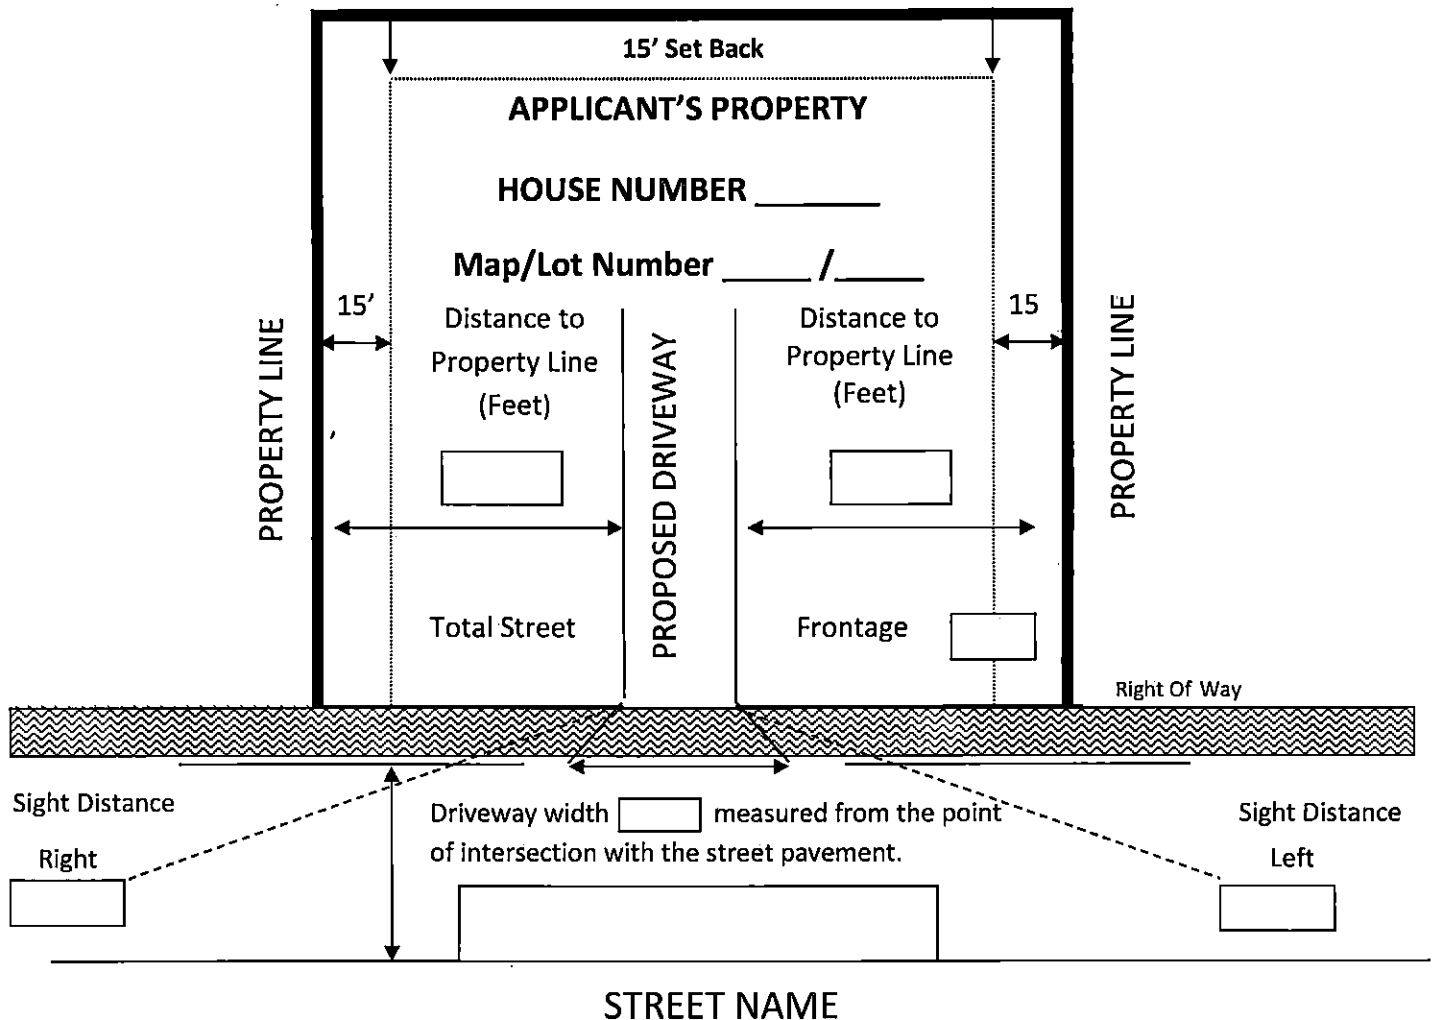 15’ Set Back
APPLICANT’S PROPERTY
HOUSE NUMBER _______
Map/Lot Number _____ /_____
15’
Distance to
Property Line
(Feet)
PROPOSED DRIVEWAY
Distance to
Property Line
(Feet)
15
PROPERTY LINE
PROPERTY LINE
Total Street
Frontage
Right Of Way
Sight Distance
Right
Driveway width measured from the point
of intersection with the street pavement.
Sight Distance
Left
STREET NAME